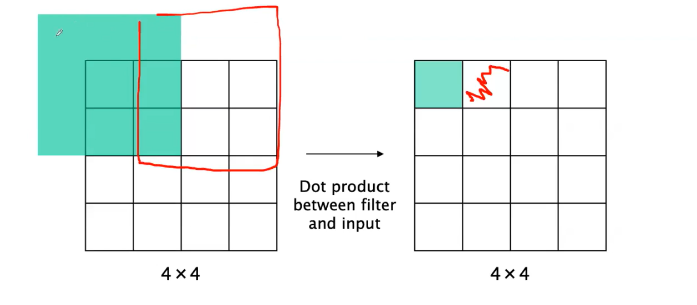 Dot product
between filter
and input
4 × 4
4 × 4